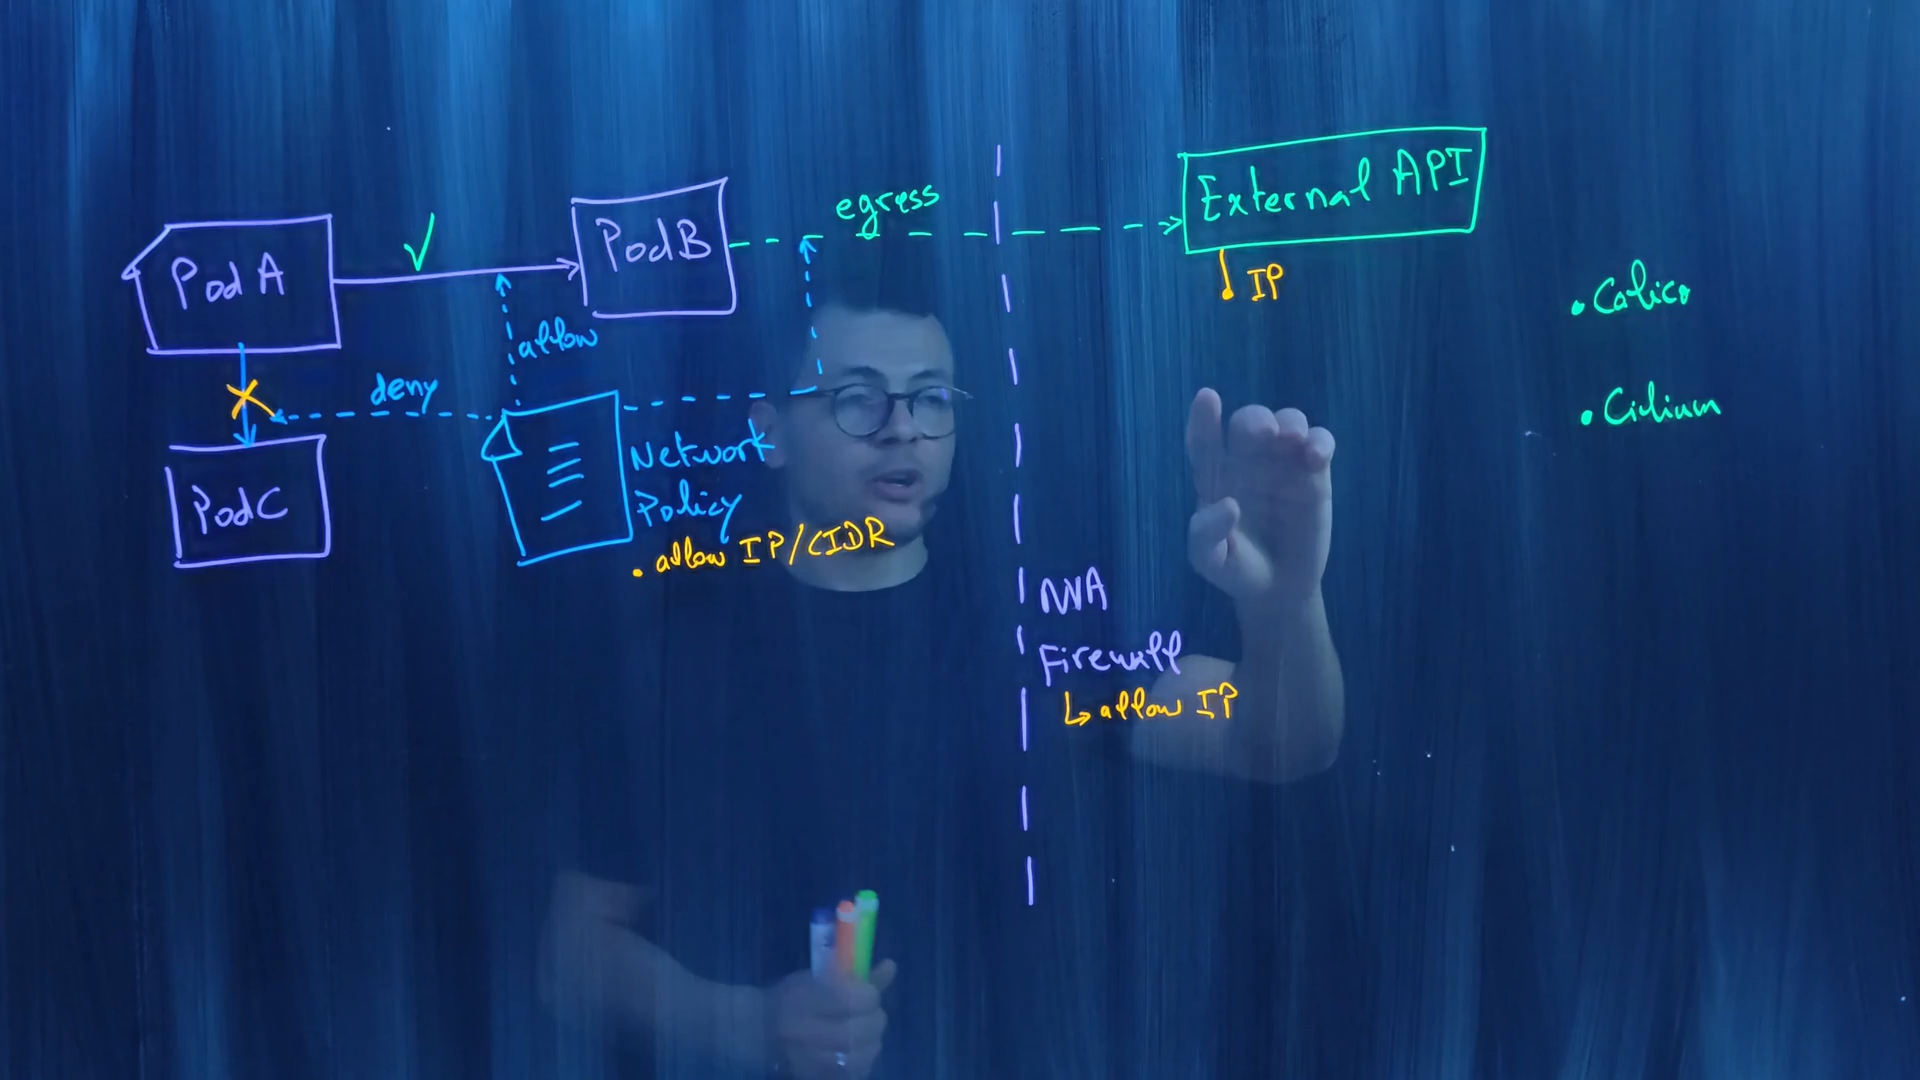 egress
External API
Pod A
Pod B
IP
Calico
allow
deny
Cilium
Network
Policy
Pod C
• allow IP/CIDR
NVA
Firewall
↳ allow IP